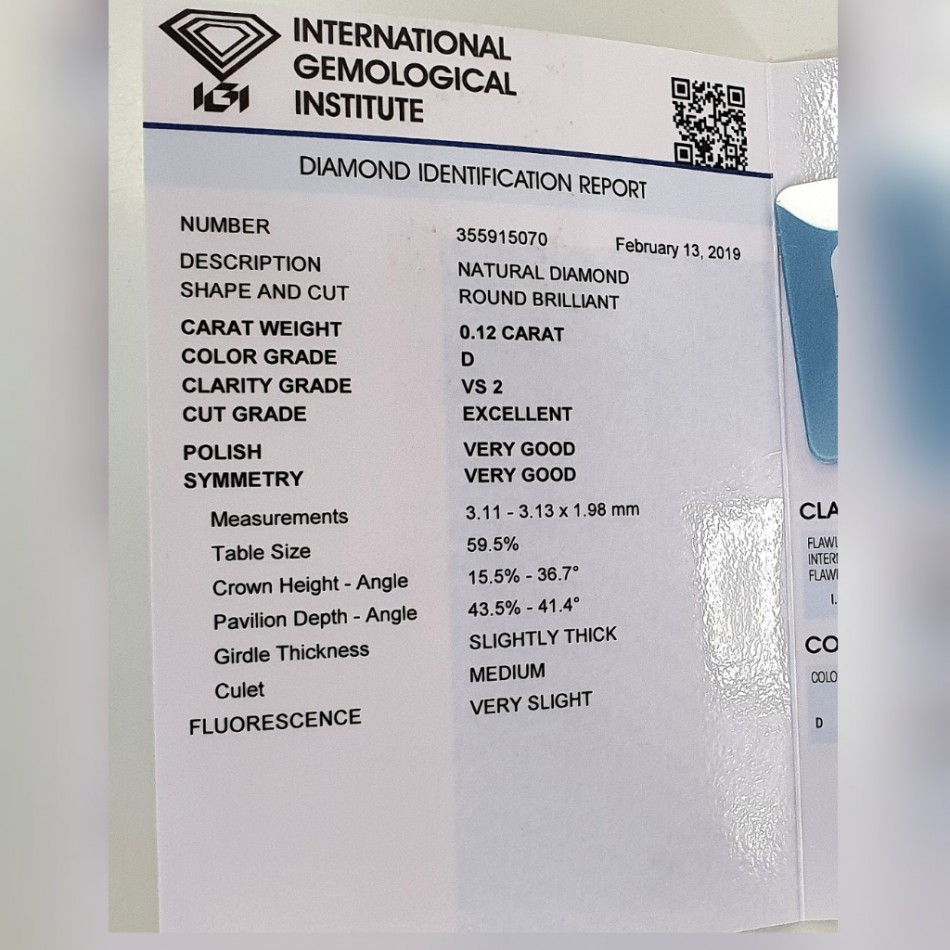 INTERNATIONAL
GEMOLOGICAL
INSTITUTE
IGI
DIAMOND IDENTIFICATION REPORT
NUMBER 355915070 February 13, 2019
DESCRIPTION NATURAL DIAMOND
SHAPE AND CUT ROUND BRILLIANT
CARAT WEIGHT 0.12 CARAT
COLOR GRADE D
CLARITY GRADE VS 2
CUT GRADE EXCELLENT
POLISH VERY GOOD
SYMMETRY VERY GOOD
Measurements 3.11 - 3.13 x 1.98 mm
Table Size 59.5%
Crown Height - Angle 15.5% - 36.7°
Pavilion Depth - Angle 43.5% - 41.4°
Girdle Thickness SLIGHTLY THICK
Culet MEDIUM
FLUORESCENCE VERY SLIGHT
CLA
FLAWL
INTERN
FLAWL
I.
CO
COLO
D